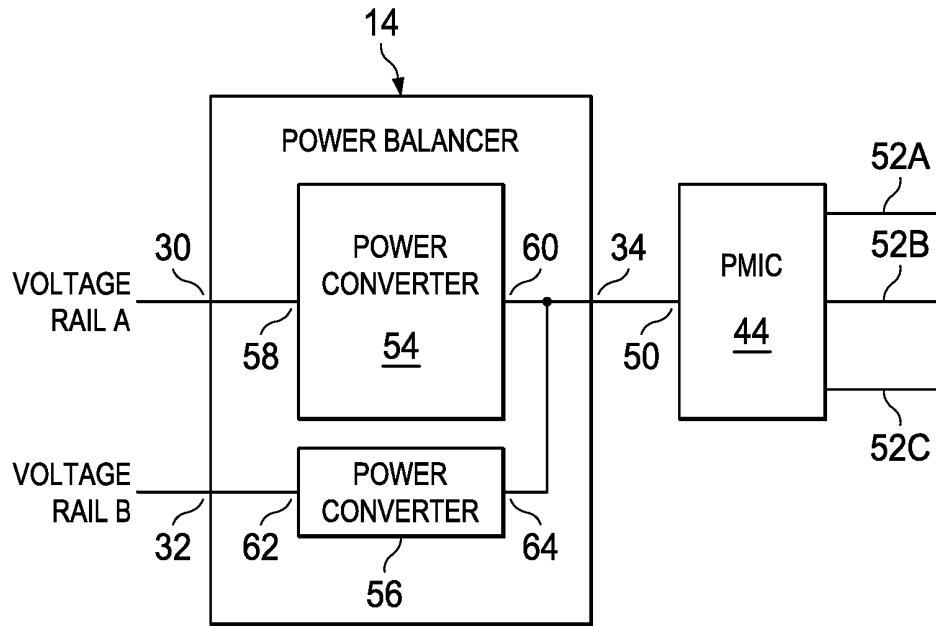 14
POWER BALANCER
52A
30
POWER
CONVERTER
54
60
34
PMIC
44
52B
VOLTAGE
RAIL A
58
50
52C
VOLTAGE
RAIL B
POWER
CONVERTER
32
62
64
56